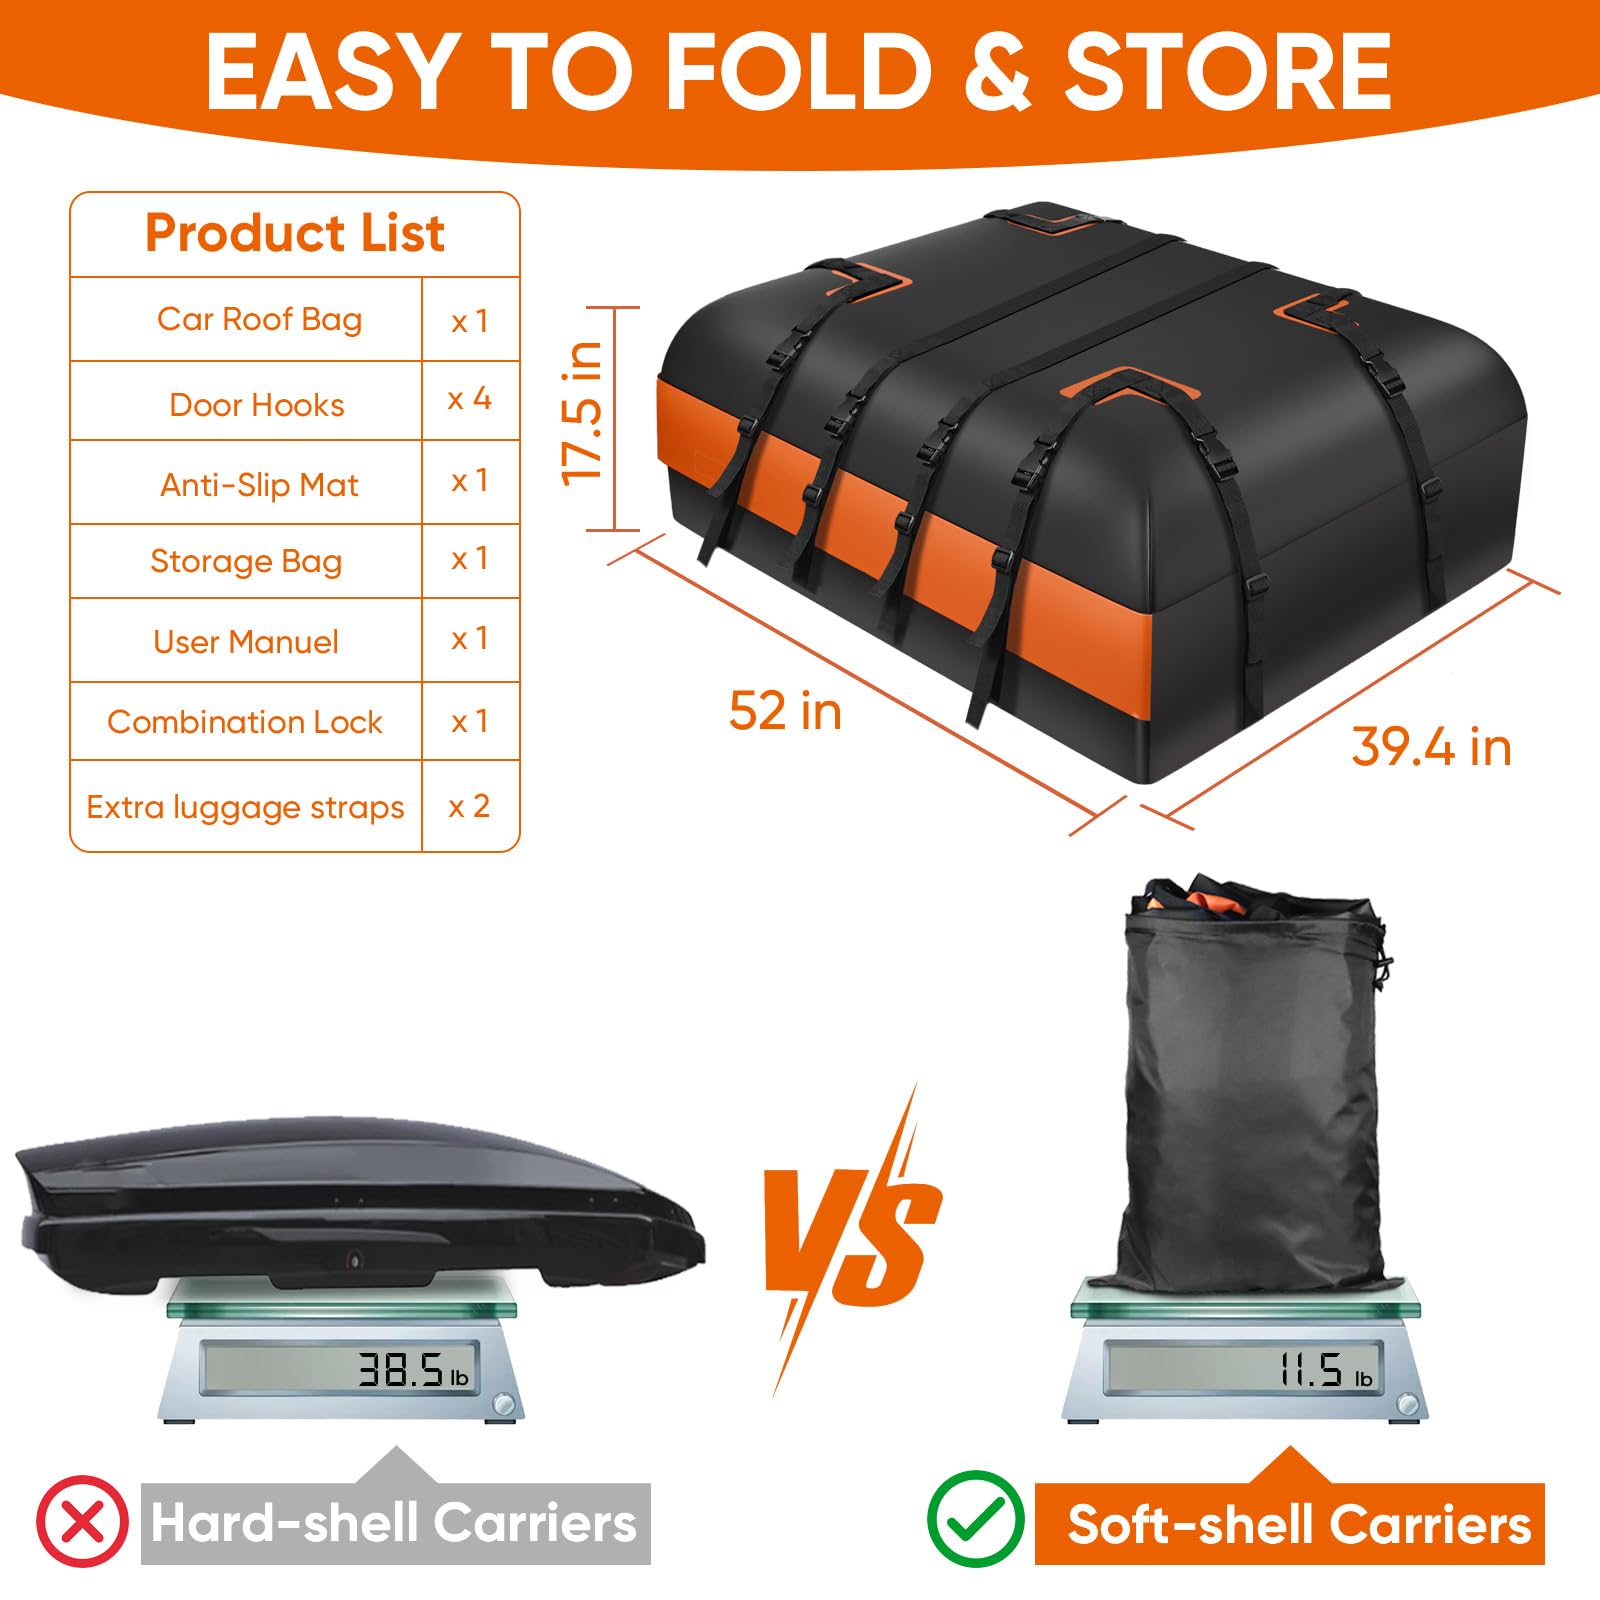 EASY TO FOLD & STORE
Product List
Car Roof Bag x 1
Door Hooks x 4
Anti-Slip Mat x 1
Storage Bag x 1
User Manuel x 1
Combination Lock x 1
Extra luggage straps x 2
17.5 in
52 in
39.4 in
VS
38.5 lb
11.5 lb
Hard-shell Carriers
Soft-shell Carriers